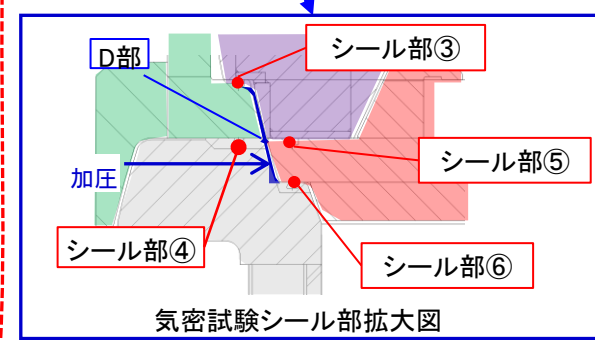 D部
シール部③
シール部⑤
加圧
シール部④
シール部⑥
気密試験シール部拡大図